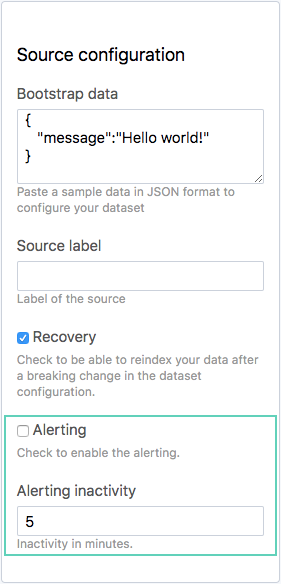 Source configuration
Bootstrap data
{
"message":"Hello world!"
}
Paste a sample data in JSON format to
configure your dataset
Source label
Label of the source
Recovery
Check to be able to reindex your data after
a breaking change in the dataset
configuration.
Alerting
Check to enable the alerting.
Alerting inactivity
5
Inactivity in minutes.